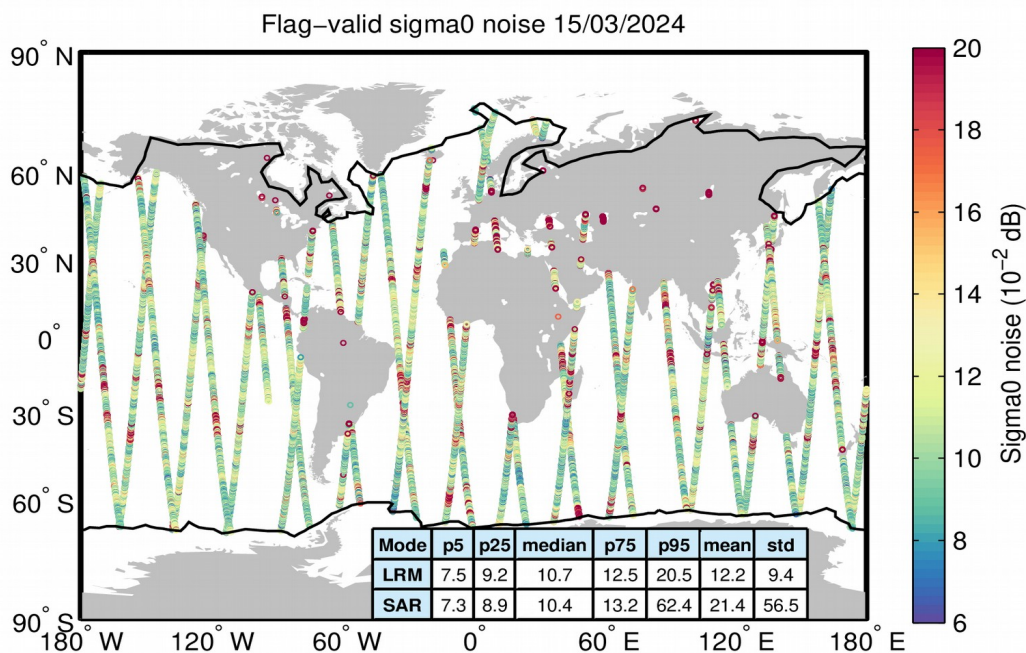 Flag−valid sigma0 noise 15/03/2024
90° N
60° N
30° N
0°
30° S
60° S
90° S
180° W
120° W
60° W
0°
60° E
120° E
180° E
Mode p5 p25 median p75 p95 mean std
LRM 7.5 9.2 10.7 12.5 20.5 12.2 9.4
SAR 7.3 8.9 10.4 13.2 62.4 21.4 56.5
20
18
16
14
12
10
8
6
Sigma0 noise (10⁻² dB)